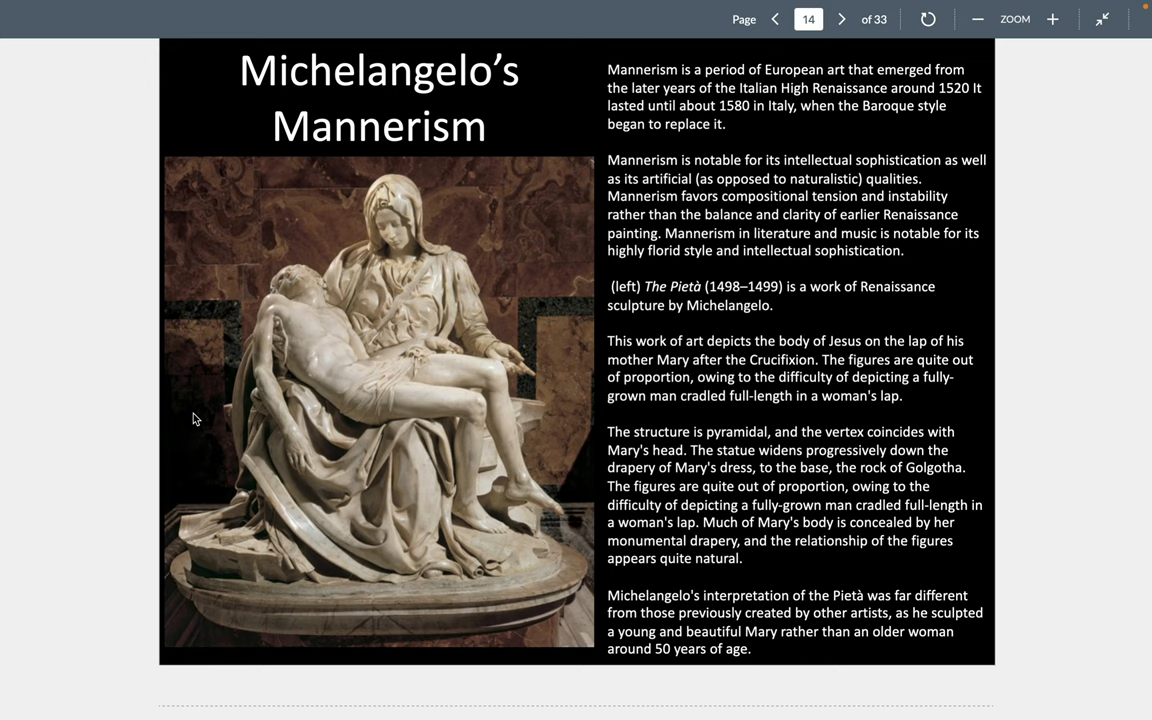 Page 14 of 33 ZOOM
Michelangelo's
Mannerism
Mannerism is a period of European art that emerged from
the later years of the Italian High Renaissance around 1520 It
lasted until about 1580 in Italy, when the Baroque style
began to replace it.
Mannerism is notable for its intellectual sophistication as well
as its artificial (as opposed to naturalistic) qualities.
Mannerism favors compositional tension and instability
rather than the balance and clarity of earlier Renaissance
painting. Mannerism in literature and music is notable for its
highly florid style and intellectual sophistication.
(left) The Pietà (1498–1499) is a work of Renaissance
sculpture by Michelangelo.
This work of art depicts the body of Jesus on the lap of his
mother Mary after the Crucifixion. The figures are quite out
of proportion, owing to the difficulty of depicting a fully-
grown man cradled full-length in a woman's lap.
The structure is pyramidal, and the vertex coincides with
Mary's head. The statue widens progressively down the
drapery of Mary's dress, to the base, the rock of Golgotha.
The figures are quite out of proportion, owing to the
difficulty of depicting a fully-grown man cradled full-length in
a woman's lap. Much of Mary's body is concealed by her
monumental drapery, and the relationship of the figures
appears quite natural.
Michelangelo's interpretation of the Pietà was far different
from those previously created by other artists, as he sculpted
a young and beautiful Mary rather than an older woman
around 50 years of age.